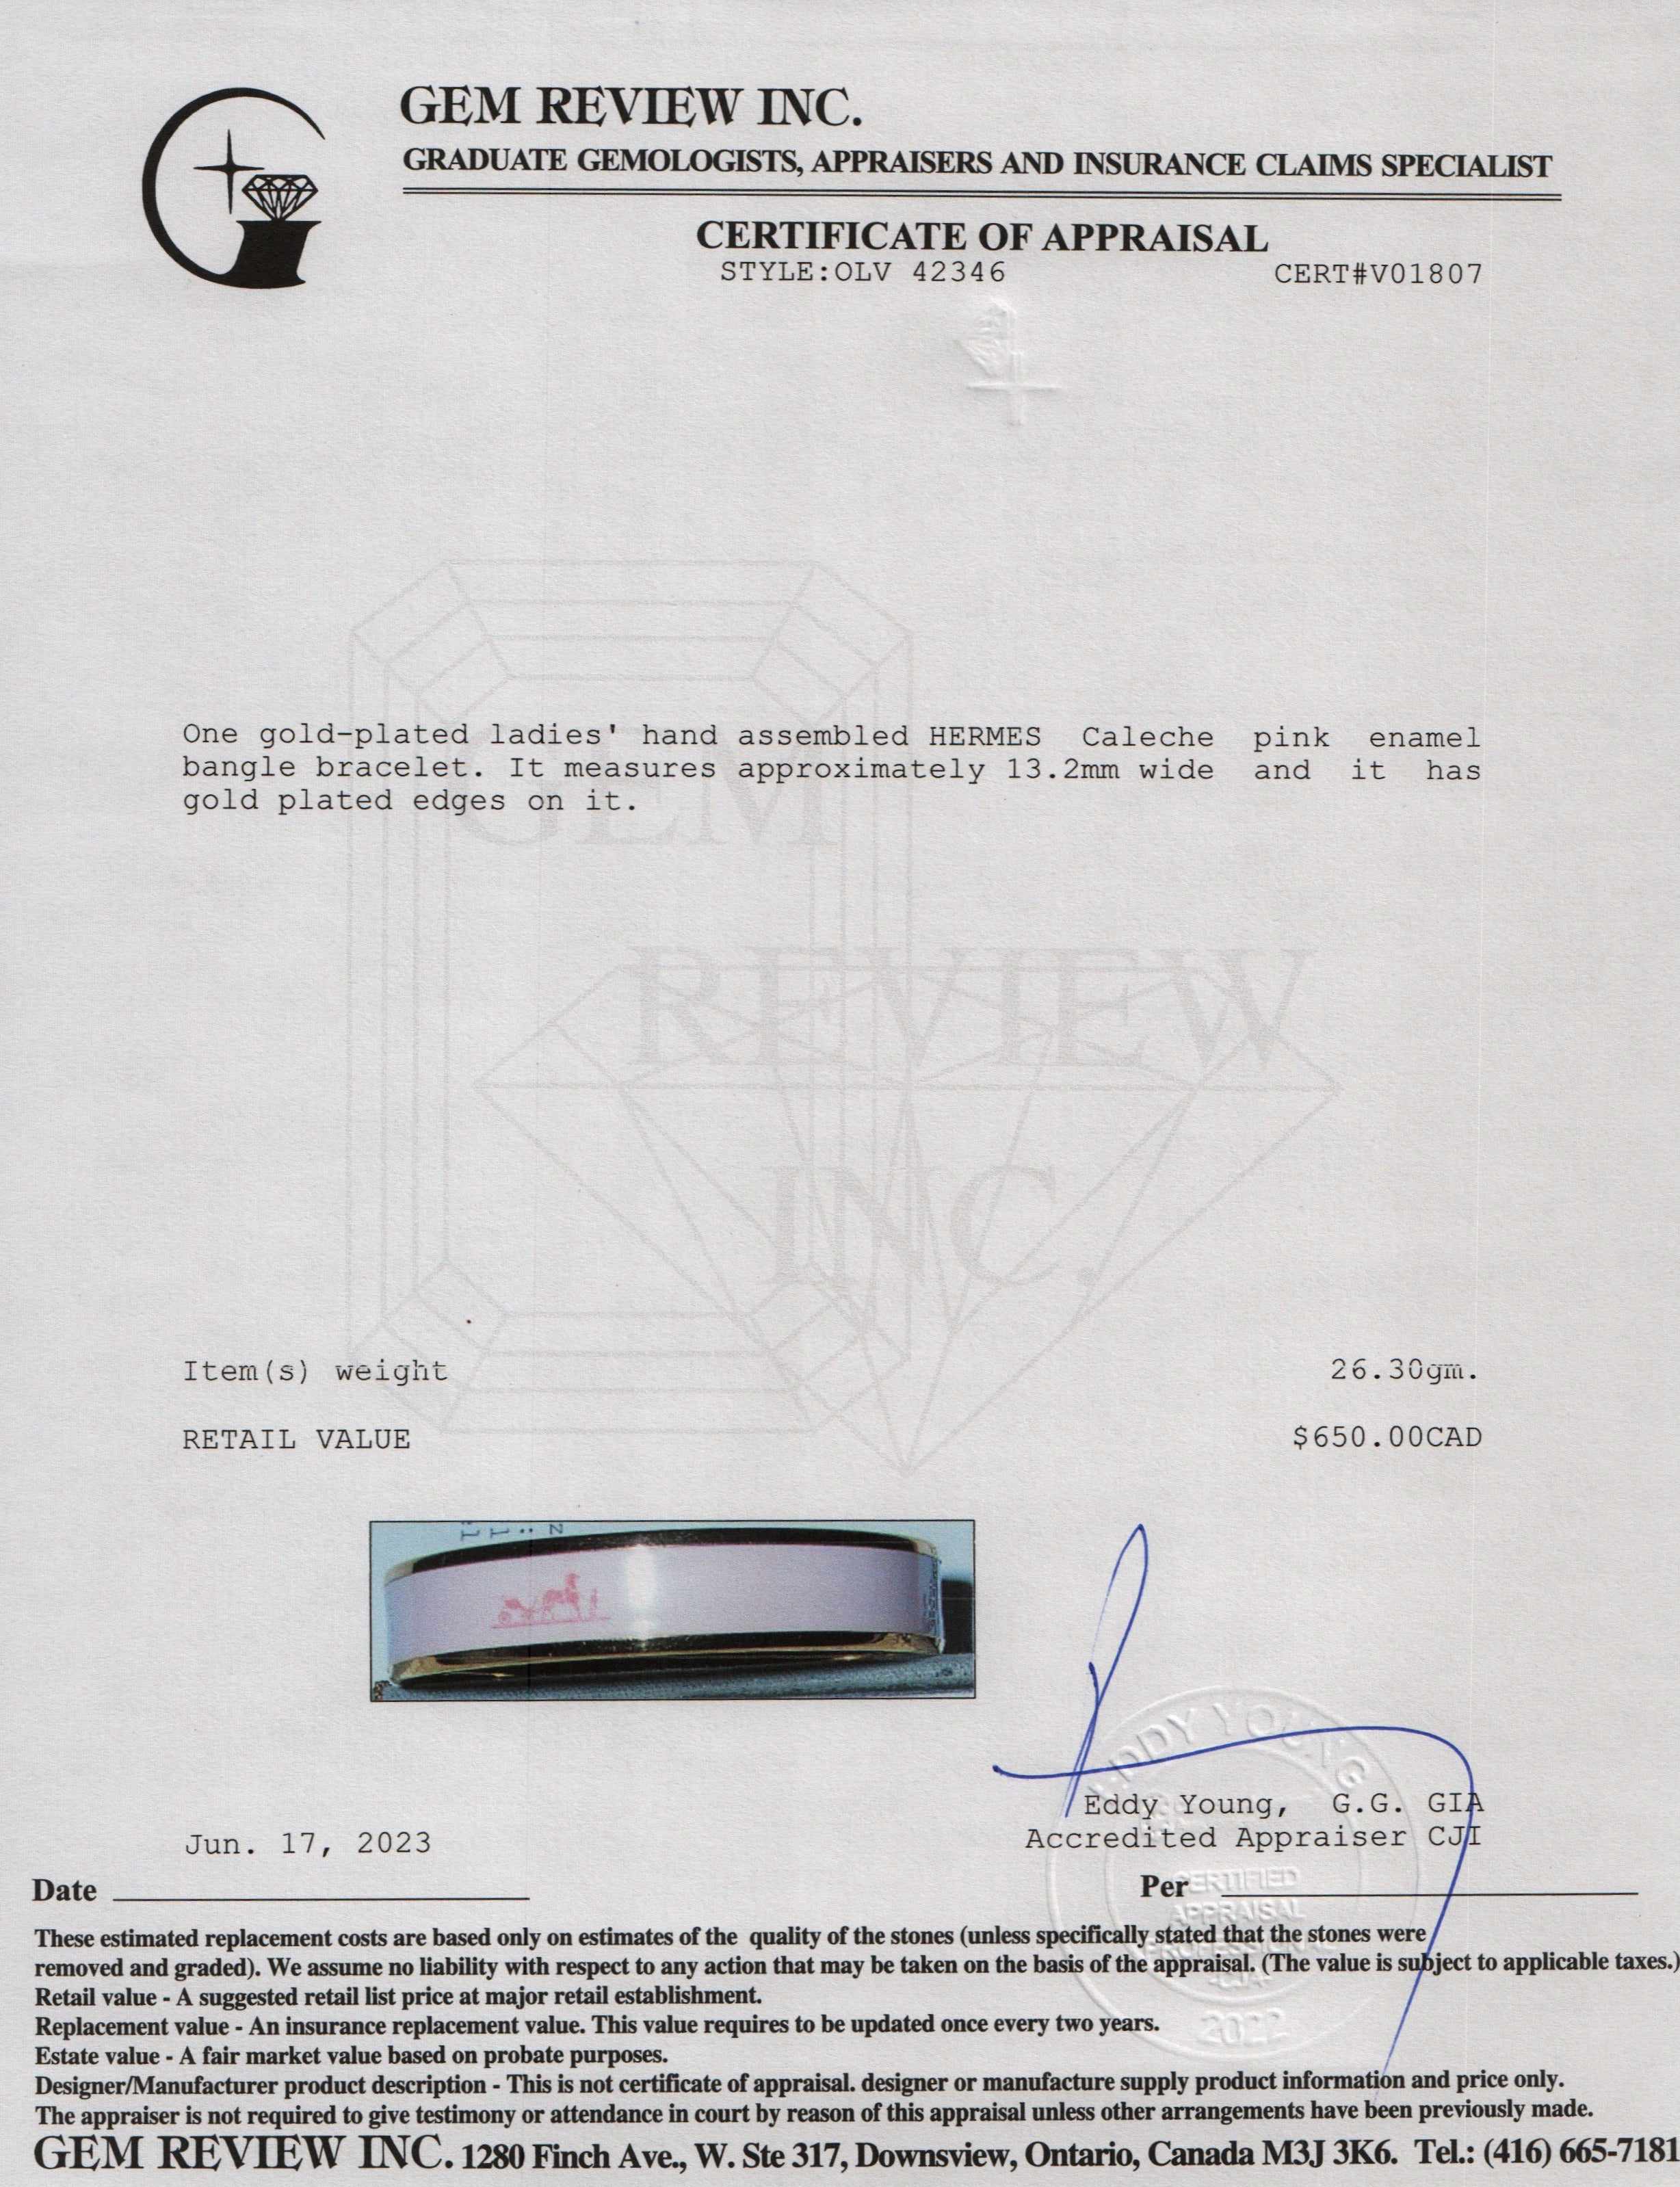 GEM REVIEW INC.
GRADUATE GEMOLOGISTS, APPRAISERS AND INSURANCE CLAIMS SPECIALIST
CERTIFICATE OF APPRAISAL
STYLE:OLV 42346 CERT#V01807
One gold-plated ladies' hand assembled HERMES Caleche pink enamel
bangle bracelet. It measures approximately 13.2mm wide and it has
gold plated edges on it.
GEM
REVIEW
INC.
Item(s) weight 26.30gm.
RETAIL VALUE $650.00CAD
EDDY YOUNG
Eddy Young, G.G. GIA
Accredited Appraiser CJI
Jun. 17, 2023
Date
Per
CERTIFIED
APPRAISAL
PROFESSIONAL
-CJA-
2022
These estimated replacement costs are based only on estimates of the quality of the stones (unless specifically stated that the stones were
removed and graded). We assume no liability with respect to any action that may be taken on the basis of the appraisal. (The value is subject to applicable taxes.)
Retail value - A suggested retail list price at major retail establishment.
Replacement value - An insurance replacement value. This value requires to be updated once every two years.
Estate value - A fair market value based on probate purposes.
Designer/Manufacturer product description - This is not certificate of appraisal. designer or manufacture supply product information and price only.
The appraiser is not required to give testimony or attendance in court by reason of this appraisal unless other arrangements have been previously made.
GEM REVIEW INC. 1280 Finch Ave., W. Ste 317, Downsview, Ontario, Canada M3J 3K6. Tel.: (416) 665-7181